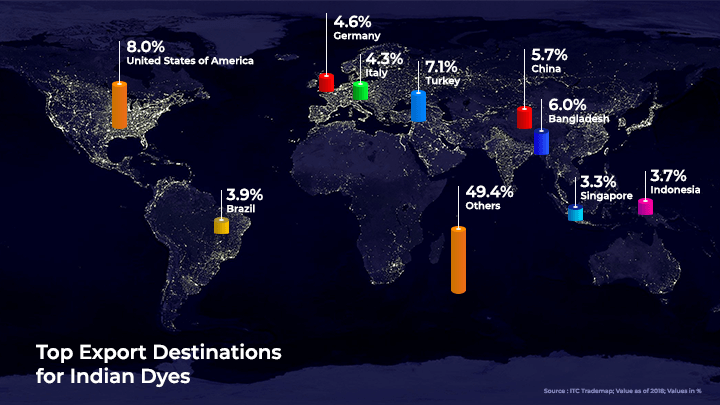 8.0%
United States of America
4.6%
Germany
4.3%
Italy
7.1%
Turkey
5.7%
China
6.0%
Bangladesh
3.9%
Brazil
49.4%
Others
3.3%
Singapore
3.7%
Indonesia
Top Export Destinations
for Indian Dyes
Source : ITC Trademap; Value as of 2018; Values in %